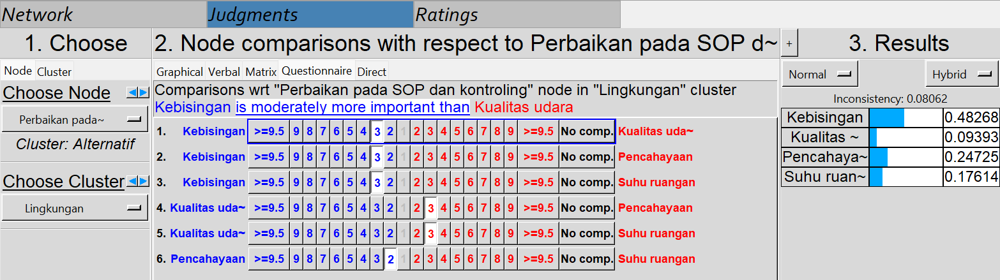 Network Judgments Ratings
1. Choose
2. Node comparisons with respect to Perbaikan pada SOP d~
+
3. Results
Node Cluster
Graphical Verbal Matrix Questionnaire Direct
Normal
Hybrid
Choose Node
Perbaikan pada~
Cluster: Alternatif
Choose Cluster
Lingkungan
Comparisons wrt "Perbaikan pada SOP dan kontroling" node in "Lingkungan" cluster
Kebisingan is moderately more important than Kualitas udara
1. Kebisingan >=9.5 9 8 7 6 5 4 3 2 1 2 3 4 5 6 7 8 9 >=9.5 No comp. Kualitas uda~
2. Kebisingan >=9.5 9 8 7 6 5 4 3 2 1 2 3 4 5 6 7 8 9 >=9.5 No comp. Pencahayaan
3. Kebisingan >=9.5 9 8 7 6 5 4 3 2 1 2 3 4 5 6 7 8 9 >=9.5 No comp. Suhu ruangan
4. Kualitas uda~ >=9.5 9 8 7 6 5 4 3 2 1 2 3 4 5 6 7 8 9 >=9.5 No comp. Pencahayaan
5. Kualitas uda~ >=9.5 9 8 7 6 5 4 3 2 1 2 3 4 5 6 7 8 9 >=9.5 No comp. Suhu ruangan
6. Pencahayaan >=9.5 9 8 7 6 5 4 3 2 1 2 3 4 5 6 7 8 9 >=9.5 No comp. Suhu ruangan
Inconsistency: 0.08062
Kebisingan 0.48268
Kualitas ~ 0.09393
Pencahaya~ 0.24725
Suhu ruan~ 0.17614